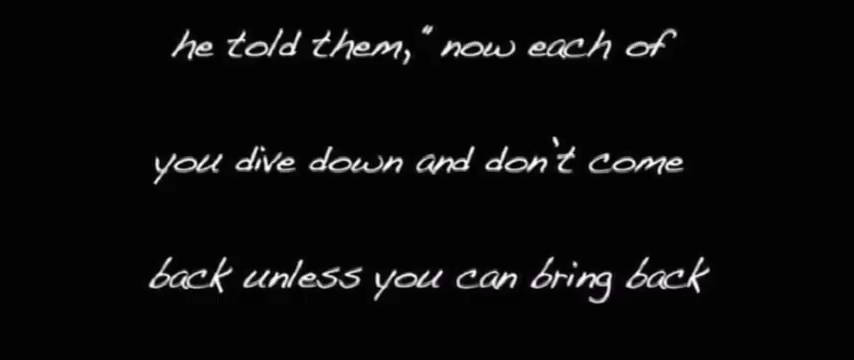 he told them," now each of
you dive down and don't come
back unless you can bring back